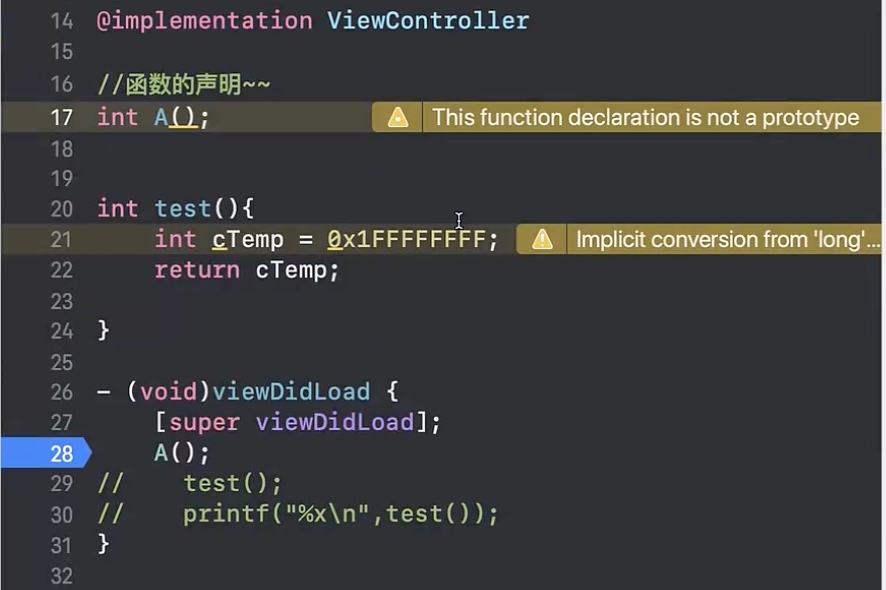 14 @implementation ViewController
15
16 //函数的声明~~
17 int A(); This function declaration is not a prototype
18
19
20 int test(){
21 int cTemp = 0x1FFFFFFFF; Implicit conversion from 'long'...
22 return cTemp;
23
24 }
25
26 - (void)viewDidLoad {
27 [super viewDidLoad];
28 A();
29 // test();
30 // printf("%x\n",test());
31 }
32